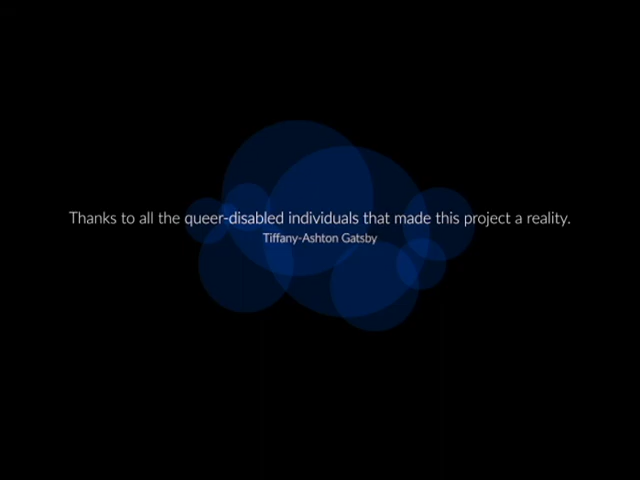 Thanks to all the queer-disabled individuals that made this project a reality.
Tiffany-Ashton Gatsby